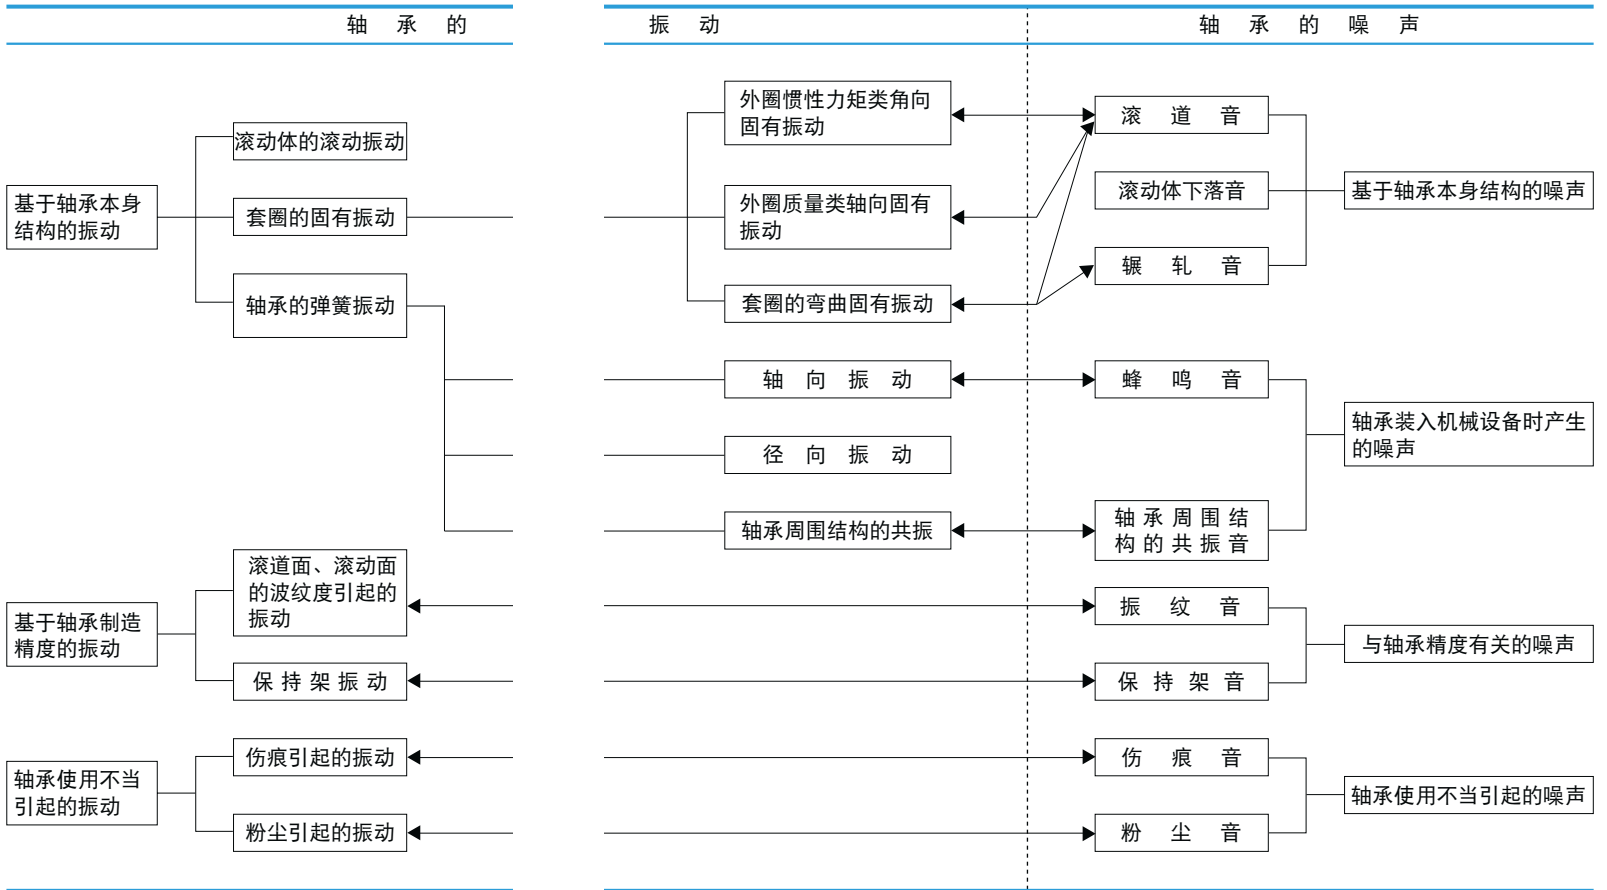 轴承的
振动
轴承的噪声
基于轴承本身
结构的振动
滚动体的滚动振动
套圈的固有振动
轴承的弹簧振动
外圈惯性力矩类角向
固有振动
外圈质量类轴向固有
振动
套圈的弯曲固有振动
轴向振动
径向振动
轴承周围结构的共振
滚道音
滚动体下落音
辗轧音
基于轴承本身结构的噪声
蜂鸣音
轴承周围结
构的共振音
轴承装入机械设备时产生
的噪声
基于轴承制造
精度的振动
滚道面、滚动面
的波纹度引起的
振动
保持架振动
振纹音
保持架音
与轴承精度有关的噪声
轴承使用不当
引起的振动
伤痕引起的振动
粉尘引起的振动
伤痕音
粉尘音
轴承使用不当引起的噪声